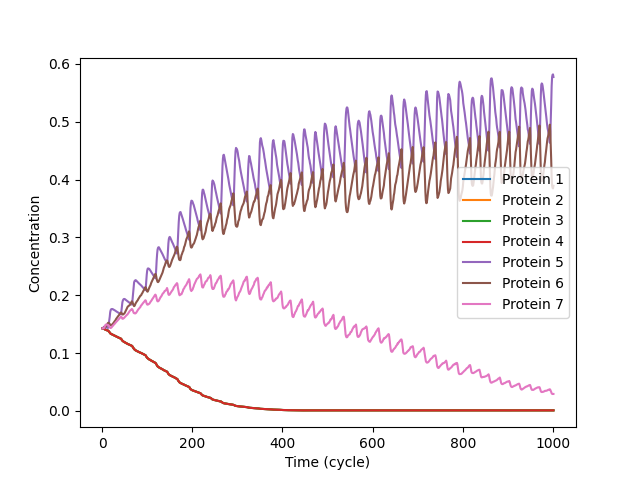 0.6
0.5
0.4
0.3
0.2
0.1
0.0
Concentration
0
200
400
600
800
1000
Time (cycle)
Protein 1
Protein 2
Protein 3
Protein 4
Protein 5
Protein 6
Protein 7